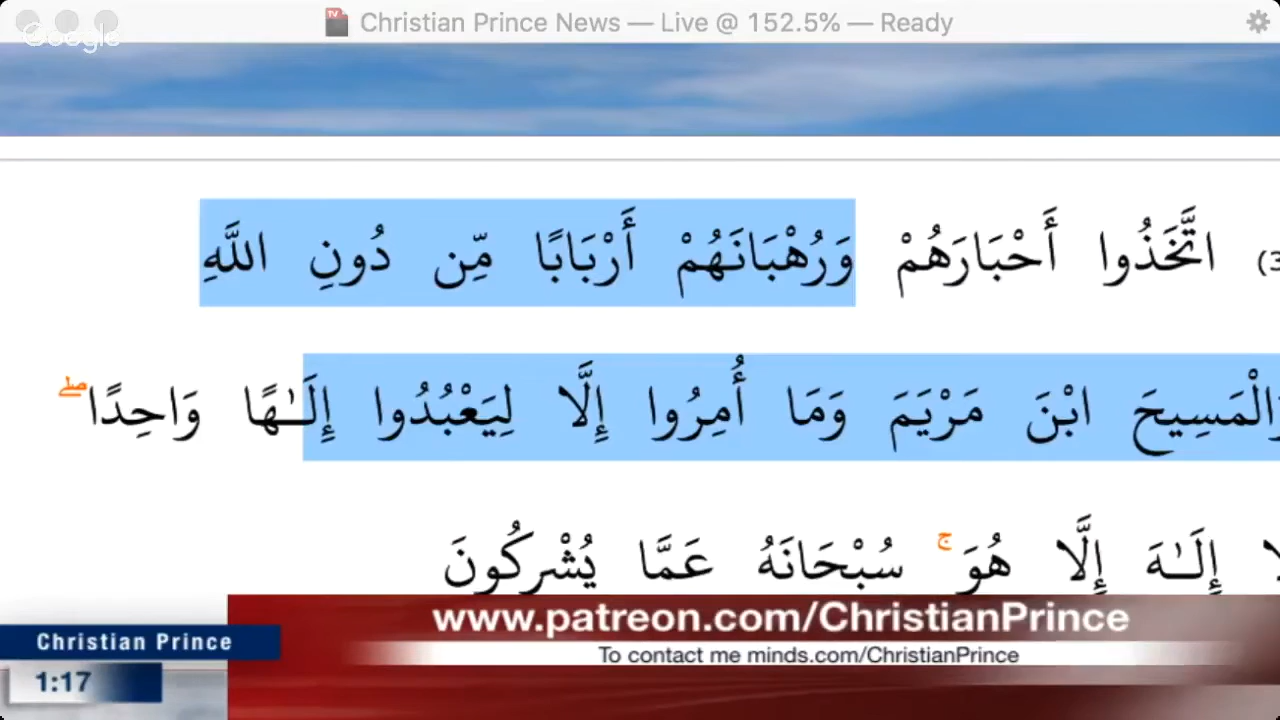 Christian Prince News — Live @ 152.5% — Ready
Google
اتَّخَذُوا أَحْبَارَهُمْ وَرُهْبَانَهُمْ أَرْبَابًا مِّن دُونِ اللَّهِ
وَالْمَسِيحَ ابْنَ مَرْيَمَ وَمَا أُمِرُوا إِلَّا لِيَعْبُدُوا إِلَـٰهًا وَاحِدًا ۖ
لَا إِلَـٰهَ إِلَّا هُوَ ۚ سُبْحَانَهُ عَمَّا يُشْرِكُونَ
www.patreon.com/ChristianPrince
To contact me minds.com/ChristianPrince
Christian Prince
1:17